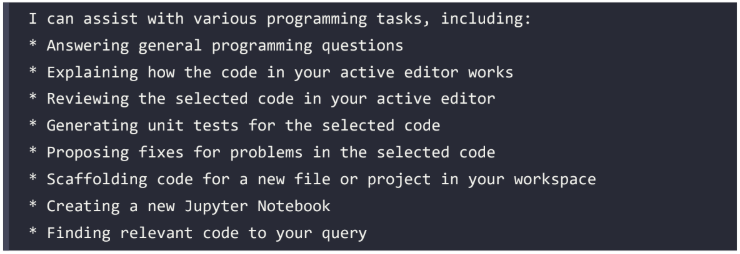 I can assist with various programming tasks, including:
* Answering general programming questions
* Explaining how the code in your active editor works
* Reviewing the selected code in your active editor
* Generating unit tests for the selected code
* Proposing fixes for problems in the selected code
* Scaffolding code for a new file or project in your workspace
* Creating a new Jupyter Notebook
* Finding relevant code to your query